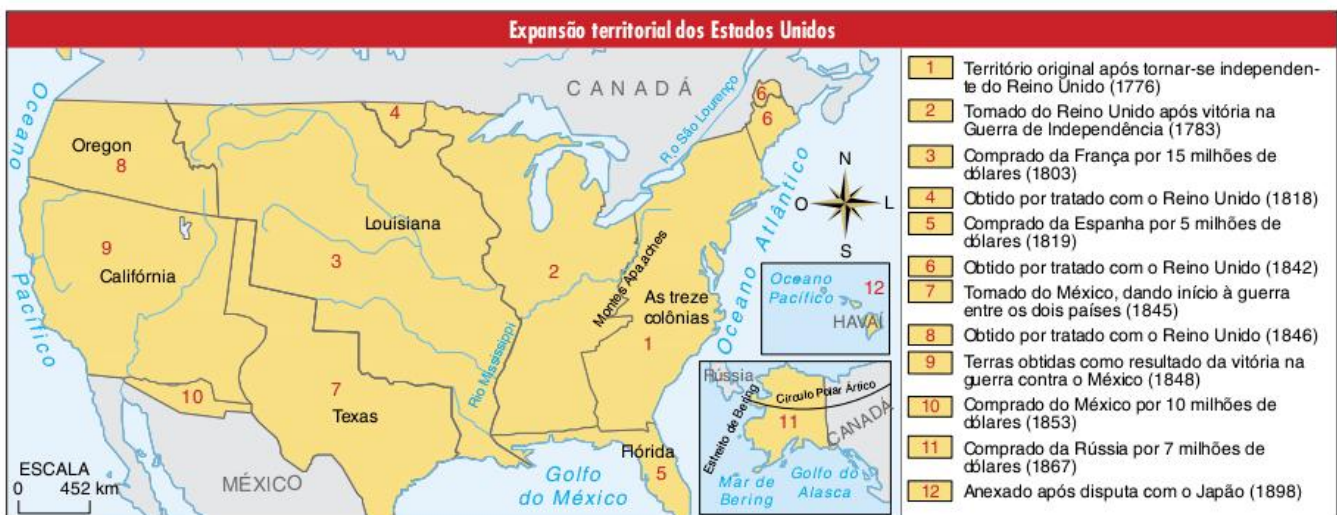 Expansão territorial dos Estados Unidos
Oceano
Pacífico
CANADÁ
Oregon
8
4
6
6
Rio São Lourenço
Oceano Atlântico
N
O
L
S
9
Califórnia
Louisiana
3
2
Montes Apalaches
As treze
colônias
1
Rio Mississippi
10
7
Texas
Flórida
5
MÉXICO
Golfo
do México
ESCALA
0 452 km
Oceano
Pacífico
12
HAVAÍ
Rússia
Círculo Polar Ártico
Estreito de Bering
11
CANADÁ
Mar de
Bering
Golfo do
Alasca
1 Território original após tornar-se independen-
te do Reino Unido (1776)
2 Tomado do Reino Unido após vitória na
Guerra de Independência (1783)
3 Comprado da França por 15 milhões de
dólares (1803)
4 Obtido por tratado com o Reino Unido (1818)
5 Comprado da Espanha por 5 milhões de
dólares (1819)
6 Obtido por tratado com o Reino Unido (1842)
7 Tomado do México, dando início à guerra
entre os dois países (1845)
8 Obtido por tratado com o Reino Unido (1846)
9 Terras obtidas como resultado da vitória na
guerra contra o México (1848)
10 Comprado do México por 10 milhões de
dólares (1853)
11 Comprado da Rússia por 7 milhões de
dólares (1867)
12 Anexado após disputa com o Japão (1898)